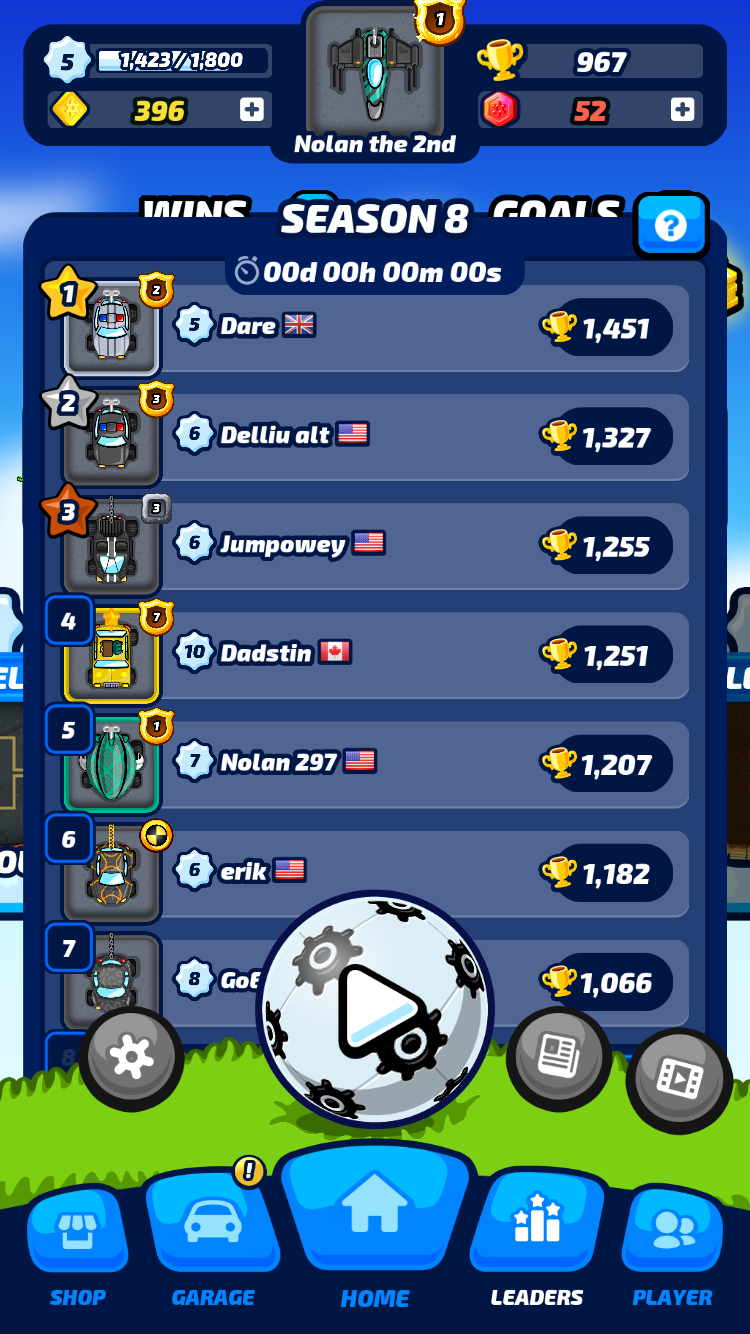 5 1,423/1,800
1
967
396
52
Nolan the 2nd
WINS
GOALS
SEASON 8
?
00d 00h 00m 00s
1 2 5 Dare 1,451
2 3 6 Delliu alt 1,327
3 3 6 Jumpowey 1,255
4 7 10 Dadstin 1,251
5 1 7 Nolan 297 1,207
6 6 erik 1,182
7 8 1,066
8
!
SHOP
GARAGE
HOME
LEADERS
PLAYER